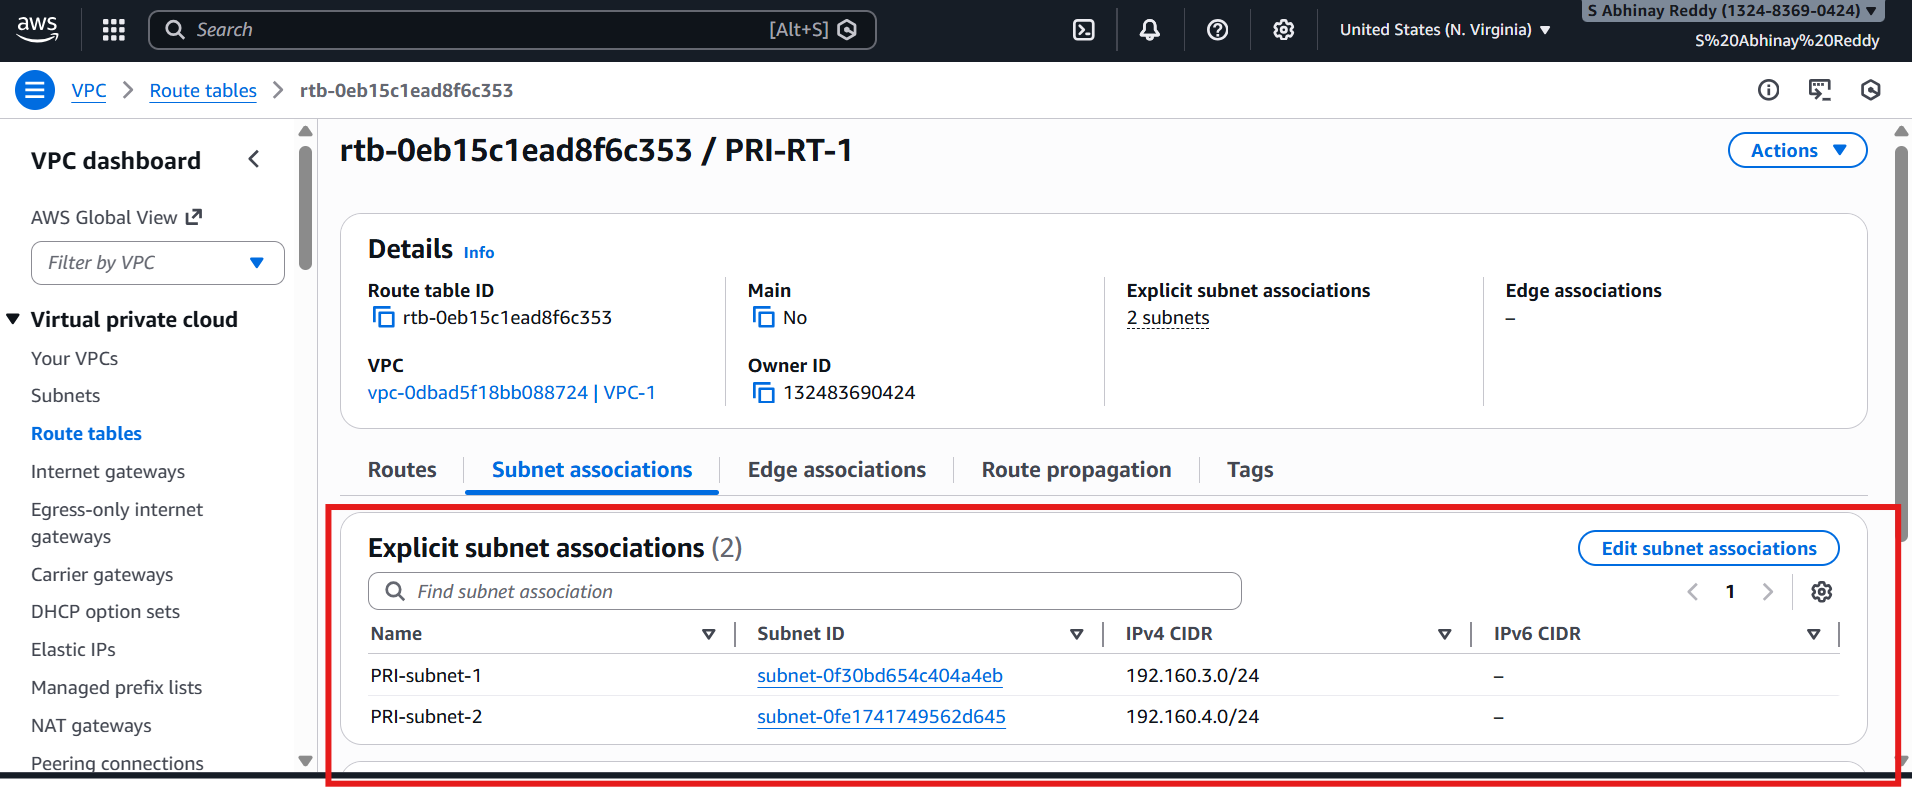 aws
Search
[Alt+S]
United States (N. Virginia)
S Abhinay Reddy (1324-8369-0424)
S%20Abhinay%20Reddy
VPC
Route tables
rtb-0eb15c1ead8f6c353
VPC dashboard
AWS Global View
Filter by VPC
Virtual private cloud
Your VPCs
Subnets
Route tables
Internet gateways
Egress-only internet
gateways
Carrier gateways
DHCP option sets
Elastic IPs
Managed prefix lists
NAT gateways
Peering connections
rtb-0eb15c1ead8f6c353 / PRI-RT-1
Actions
Details Info
Route table ID
rtb-0eb15c1ead8f6c353
Main
No
Explicit subnet associations
2 subnets
Edge associations
–
VPC
vpc-0dbad5f18bb088724 | VPC-1
Owner ID
132483690424
Routes
Subnet associations
Edge associations
Route propagation
Tags
Explicit subnet associations (2)
Edit subnet associations
Find subnet association
1
Name Subnet ID IPv4 CIDR IPv6 CIDR
PRI-subnet-1 subnet-0f30bd654c404a4eb 192.160.3.0/24 –
PRI-subnet-2 subnet-0fe1741749562d645 192.160.4.0/24 –